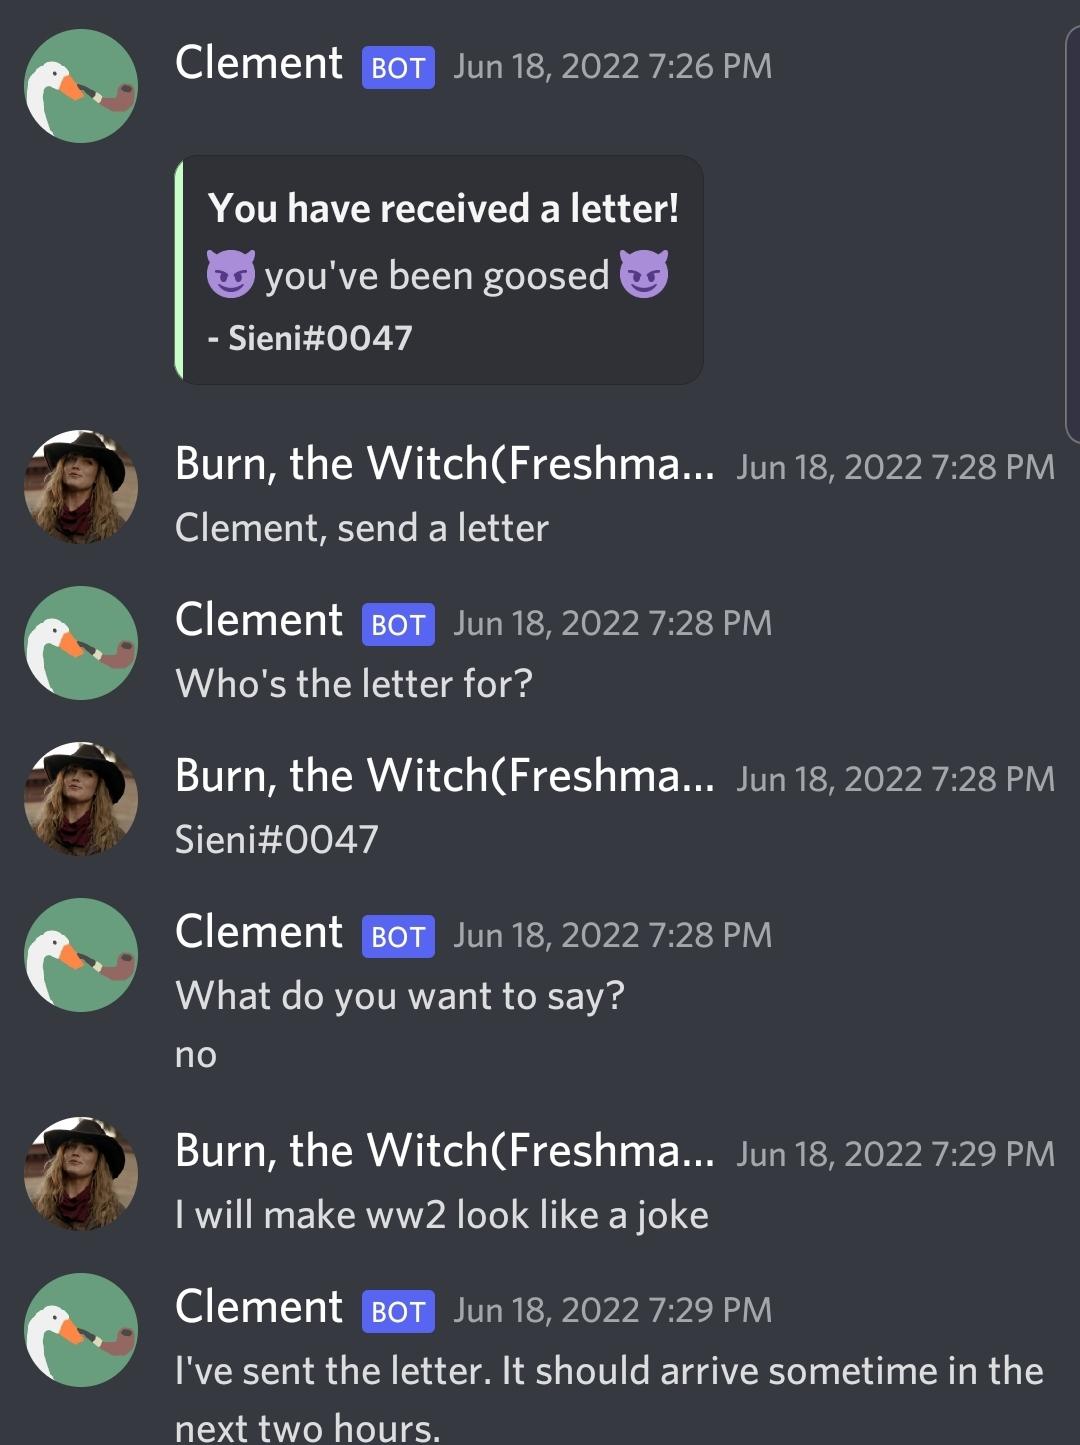 Clement BOT Jun 18, 2022 7:26 PM
You have received a letter!
😈 you've been goosed 😈
- Sieni#0047
Burn, the Witch(Freshma... Jun 18, 2022 7:28 PM
Clement, send a letter
Clement BOT Jun 18, 2022 7:28 PM
Who's the letter for?
Burn, the Witch(Freshma... Jun 18, 2022 7:28 PM
Sieni#0047
Clement BOT Jun 18, 2022 7:28 PM
What do you want to say?
no
Burn, the Witch(Freshma... Jun 18, 2022 7:29 PM
I will make ww2 look like a joke
Clement BOT Jun 18, 2022 7:29 PM
I've sent the letter. It should arrive sometime in the
next two hours.